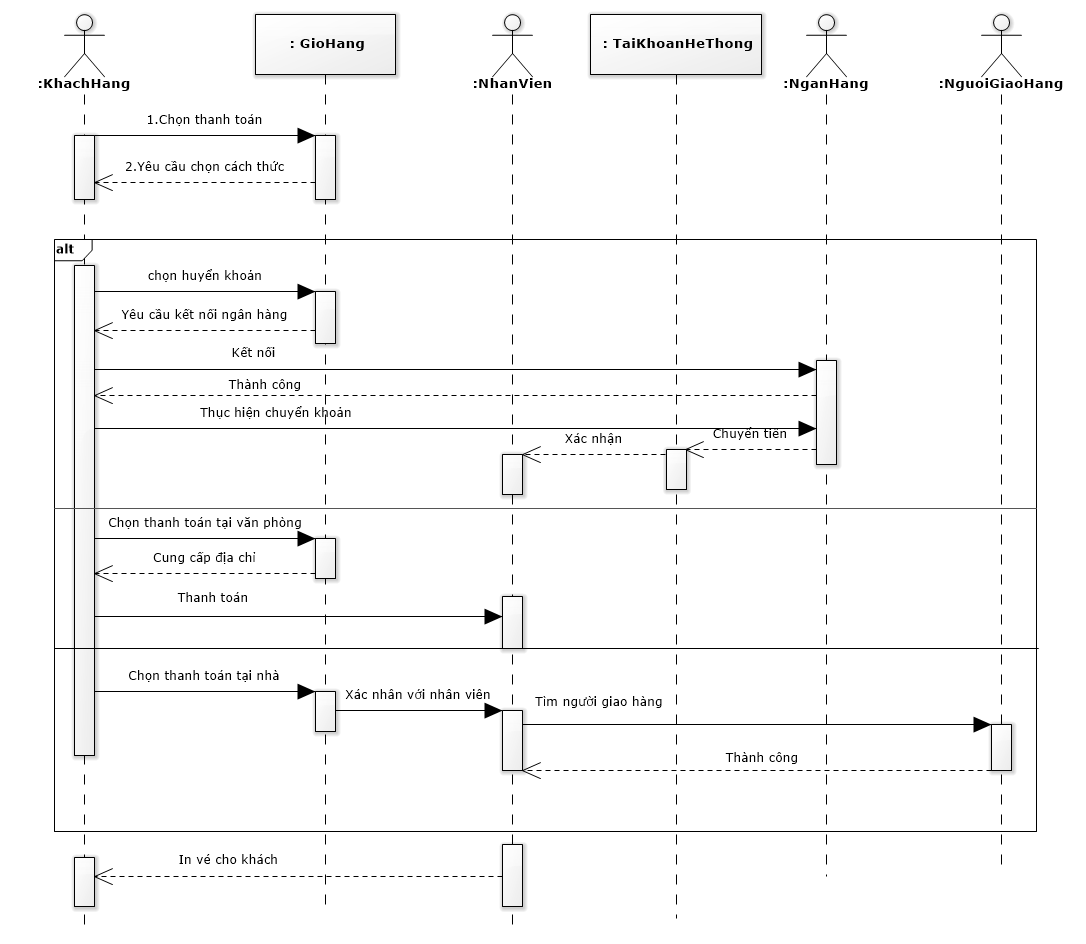 : GioHang
: TaiKhoanHeThong
:KhachHang
:NhanVien
:NganHang
:NguoiGiaoHang
1.Chọn thanh toán
2.Yêu cầu chọn cách thức
alt
chọn huyển khoản
Yêu cầu kết nối ngân hàng
Kết nối
Thành công
Thục hiện chuyển khoản
Chuyển tiền
Xác nhận
Chọn thanh toán tại văn phòng
Cung cấp địa chỉ
Thanh toán
Chọn thanh toán tại nhà
Xác nhân với nhân viên
Tìm người giao hàng
Thành công
In vé cho khách